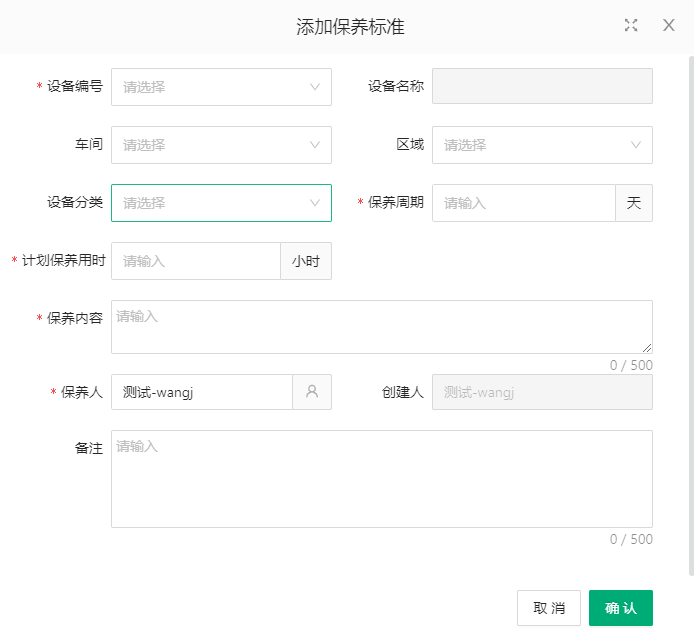 添加保养标准
* 设备编号 请选择 设备名称
车间 请选择 区域 请选择
设备分类 请选择 * 保养周期 请输入 天
* 计划保养用时 请输入 小时
* 保养内容 请输入
0 / 500
* 保养人 测试-wangj 创建人 测试-wangj
备注 请输入
0 / 500
取 消 确 认